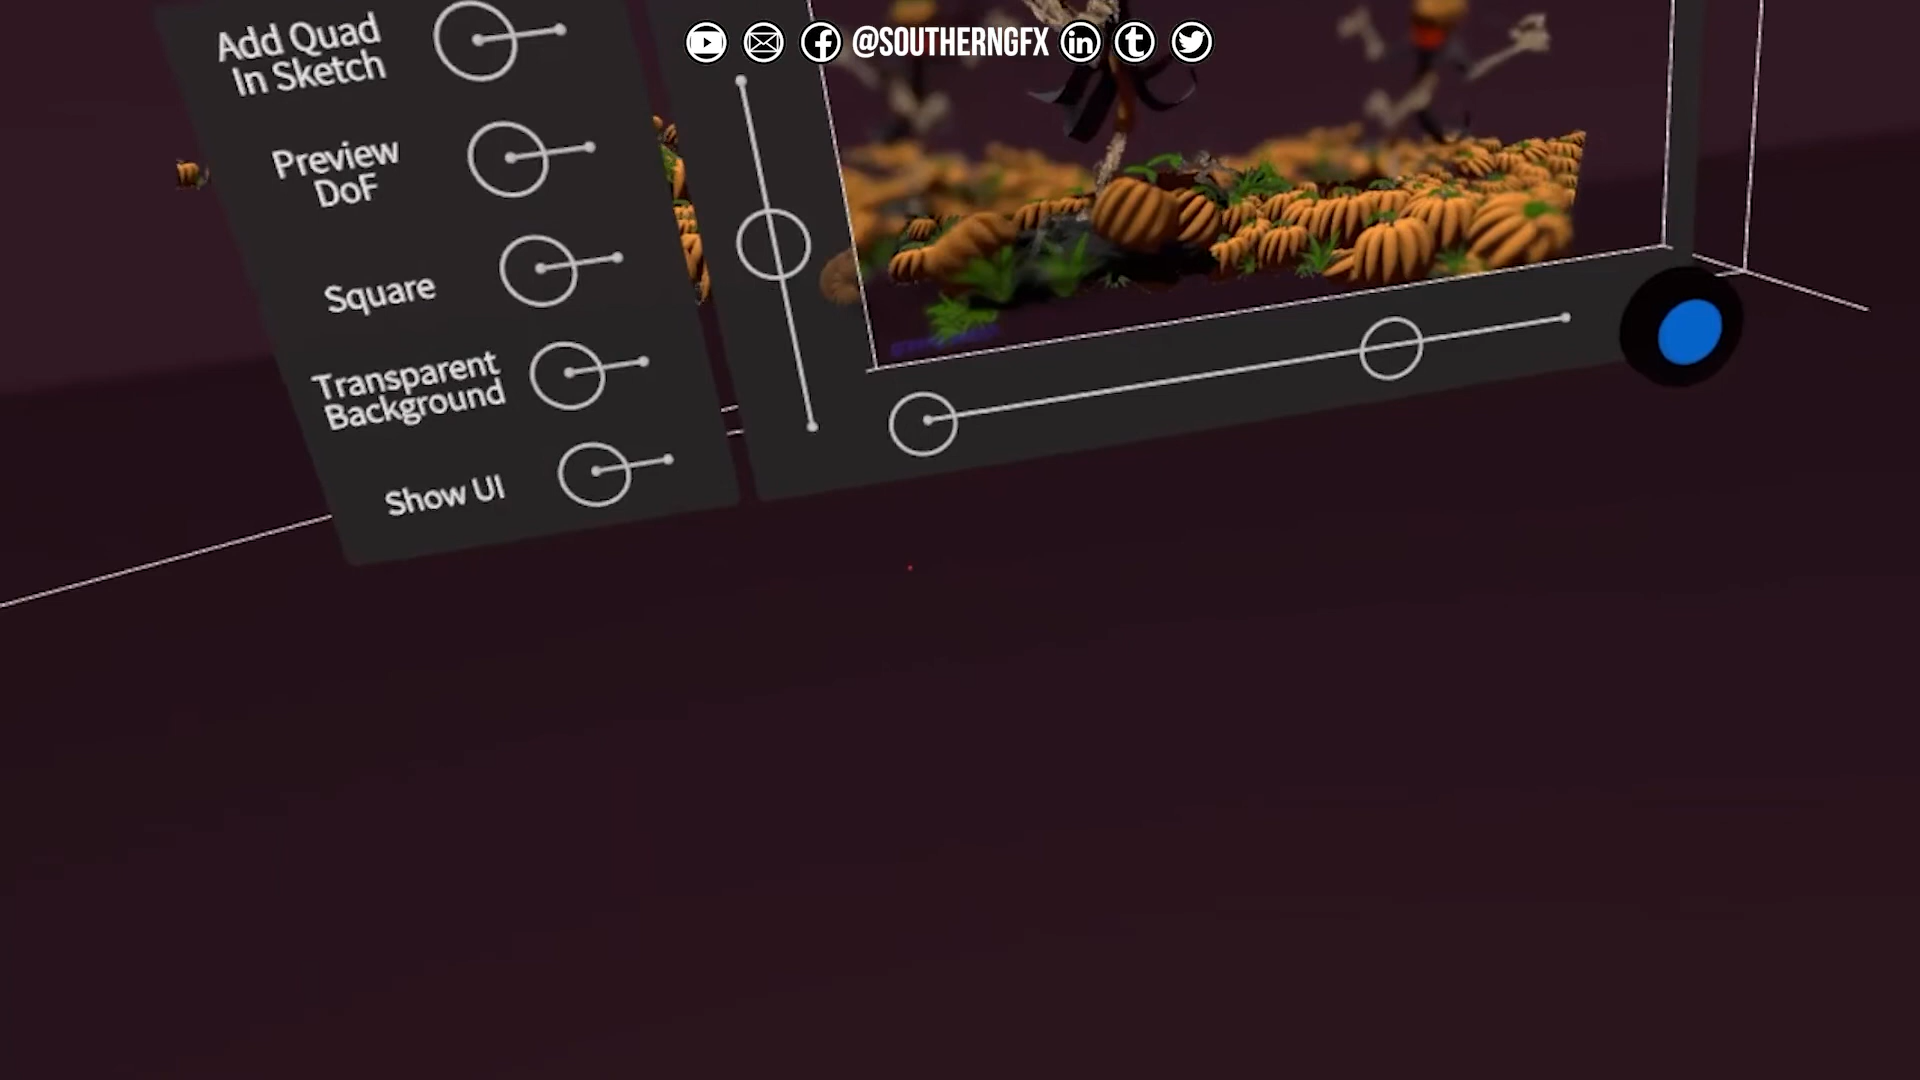 @SOUTHERNGFX
Add Quad
In Sketch
Preview
DoF
Square
Transparent
Background
Show UI